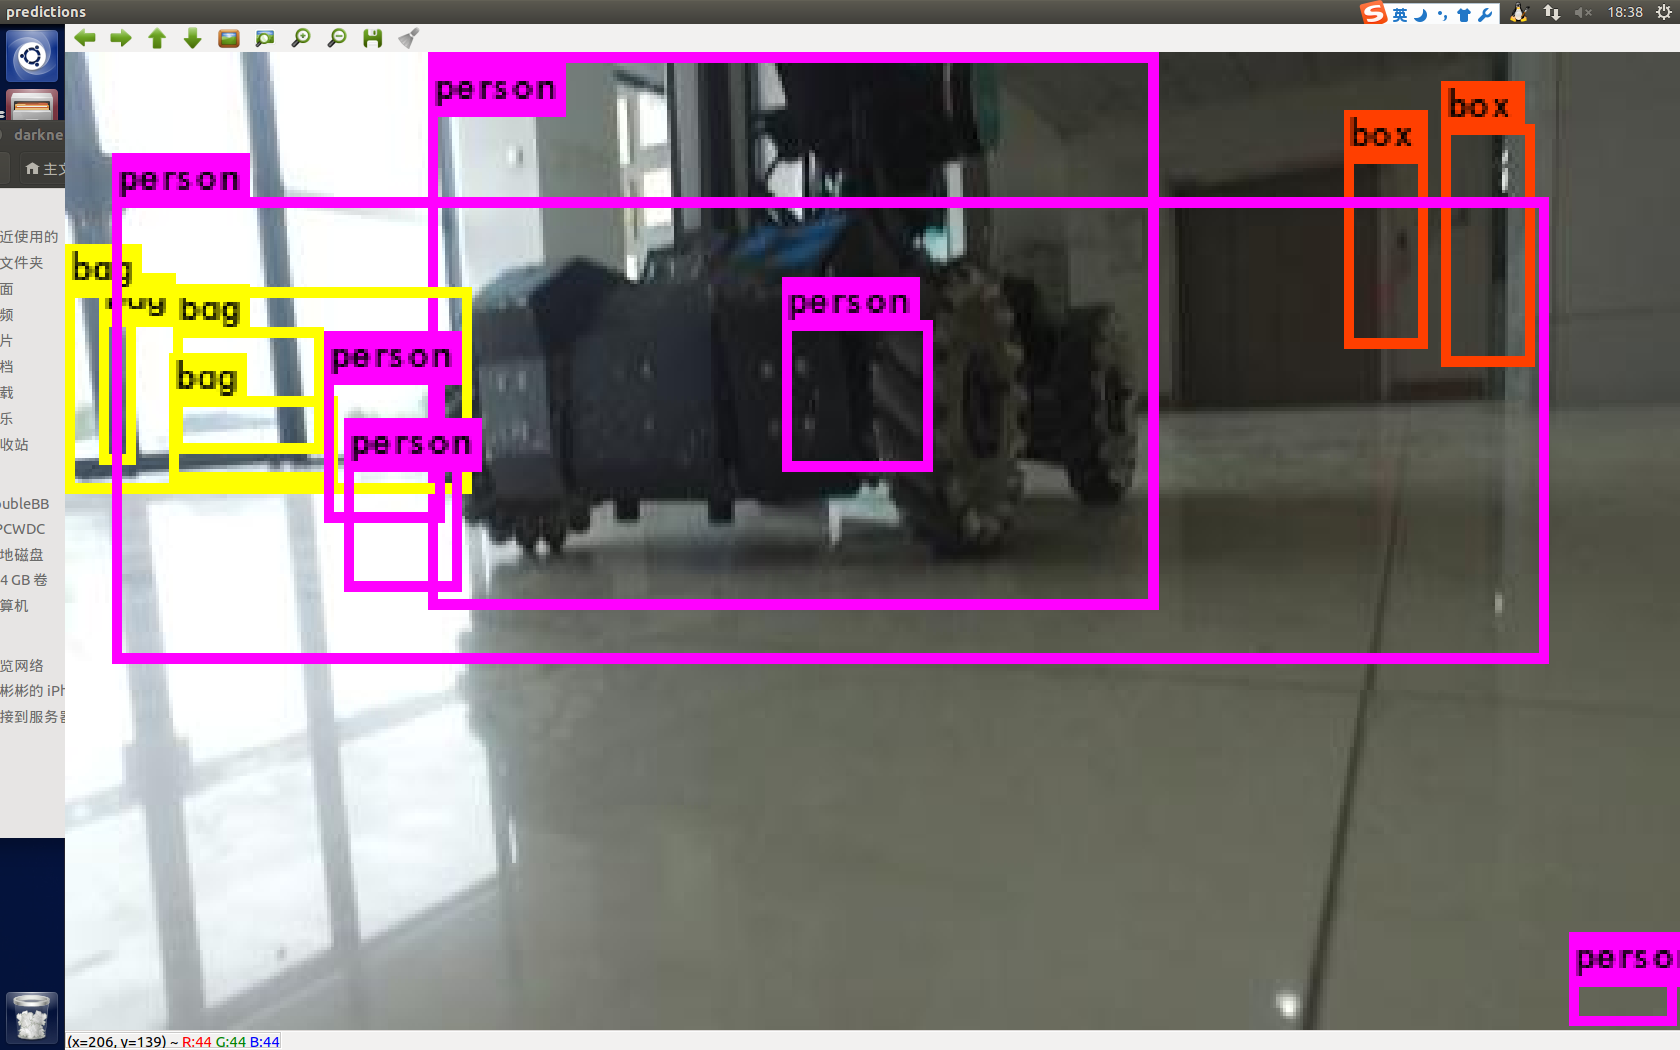 predictions
英
18:38
darkne
主文
近使用的
文件夹
面
频
片
档
载
乐
收站
oubleBB
PCWDC
地磁盘
4 GB 卷
算机
览网络
彬彬的 iPh
接到服务器
person
person
bag
bag
bag
bag
person
person
person
box
box
person
(x=206, y=139) ~ R:44 G:44 B:44